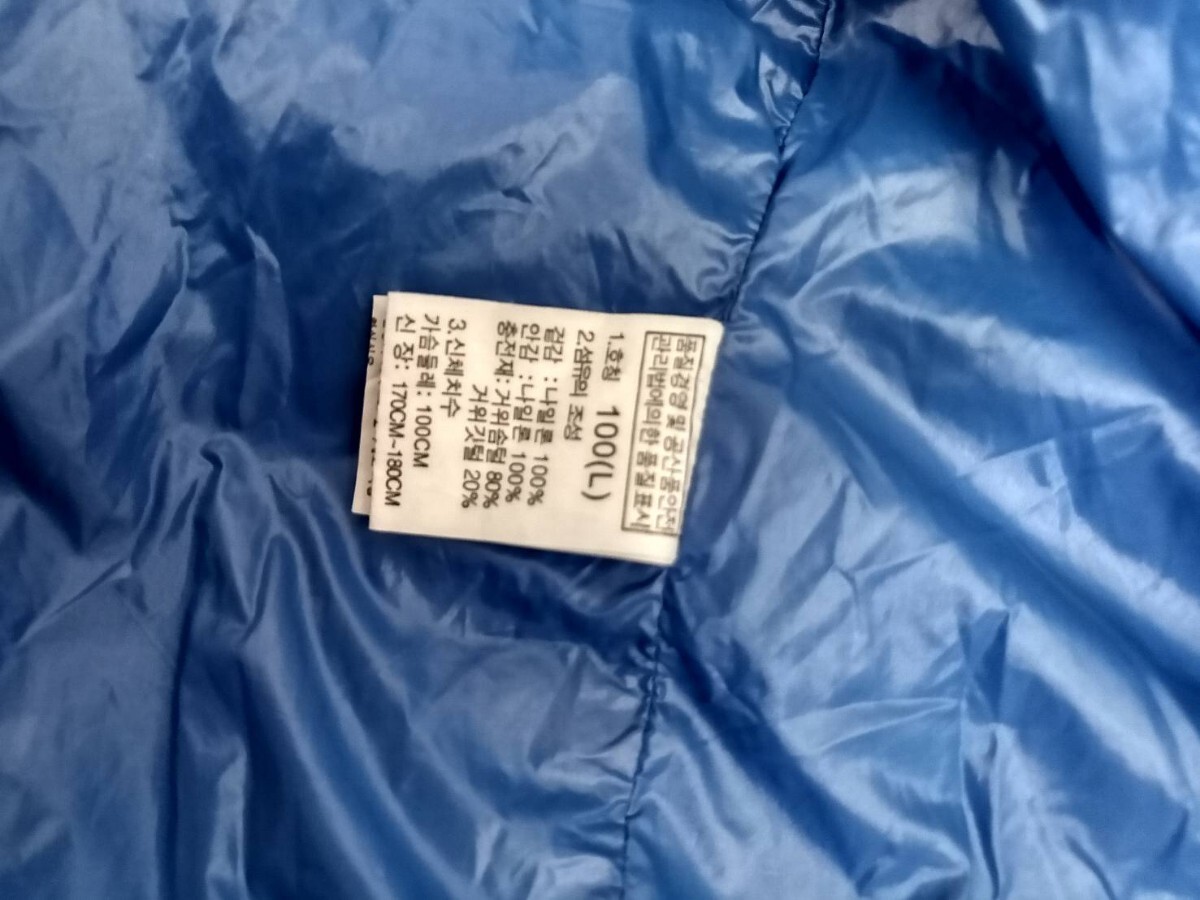 품질경영 및 공산품안전
관리법에의한 품질표시
1.호칭 100(L)
2.섬유의 조성
겉감 : 나일론 100%
안감 : 나일론 100%
충전재: 거위솜털 80%
거위깃털 20%
3.신체치수
가슴둘레: 100CM
신 장: 170CM-180CM